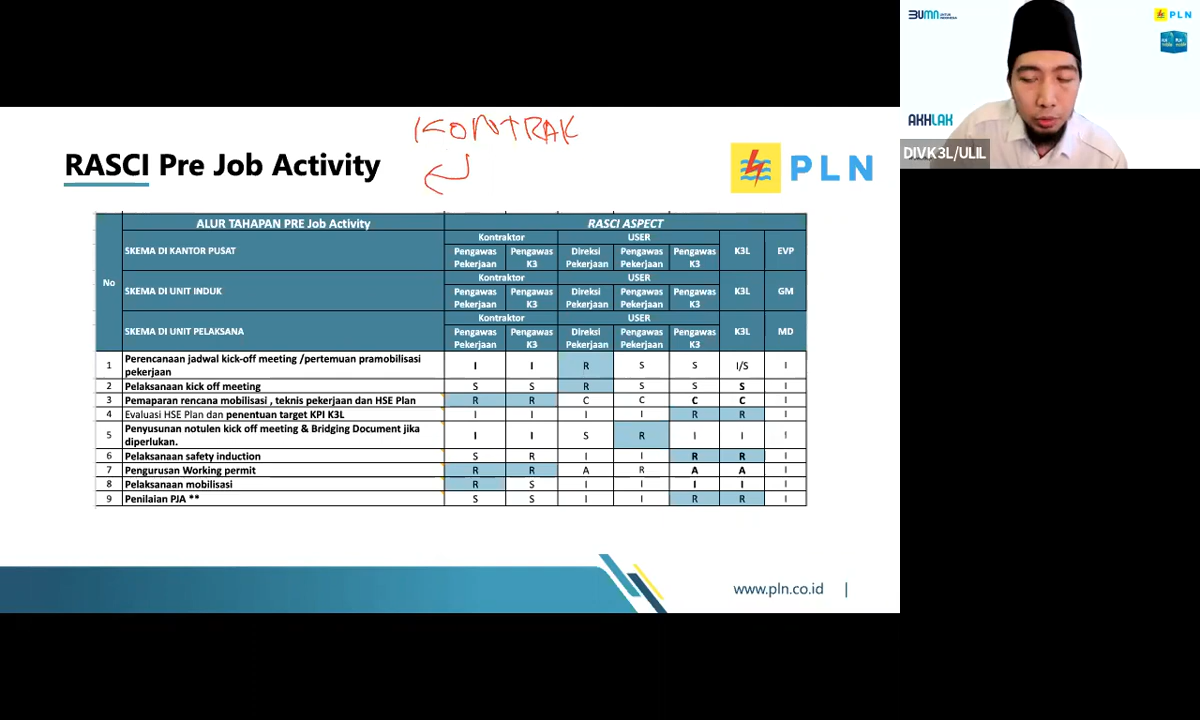 BUMN UNTUK INDONESIA
PLN
AKHLAK
DIVK3L/ULIL
KONTRAK
RASCI Pre Job Activity
PLN
No
ALUR TAHAPAN PRE Job Activity RASCI ASPECT
SKEMA DI KANTOR PUSAT Kontraktor USER K3L EVP
Pengawas Pekerjaan Pengawas K3 Direksi Pekerjaan Pengawas Pekerjaan Pengawas K3
SKEMA DI UNIT INDUK Kontraktor USER K3L GM
Pengawas Pekerjaan Pengawas K3 Direksi Pekerjaan Pengawas Pekerjaan Pengawas K3
SKEMA DI UNIT PELAKSANA Kontraktor USER K3L MD
Pengawas Pekerjaan Pengawas K3 Direksi Pekerjaan Pengawas Pekerjaan Pengawas K3
1 Perencanaan jadwal kick-off meeting /pertemuan pramobilisasi pekerjaan I I R S S I/S I
2 Pelaksanaan kick off meeting S S R S S S I
3 Pemaparan rencana mobilisasi , teknis pekerjaan dan HSE Plan R R C C C C I
4 Evaluasi HSE Plan dan penentuan target KPI K3L I I I I R R I
5 Penyusunan notulen kick off meeting & Bridging Document jika diperlukan. I I S R I I I
6 Pelaksanaan safety induction S R I I R R I
7 Pengurusan Working permit R R A R A A I
8 Pelaksanaan mobilisasi R S I I I I I
9 Penilaian PJA ** S S I I R R I
www.pln.co.id |